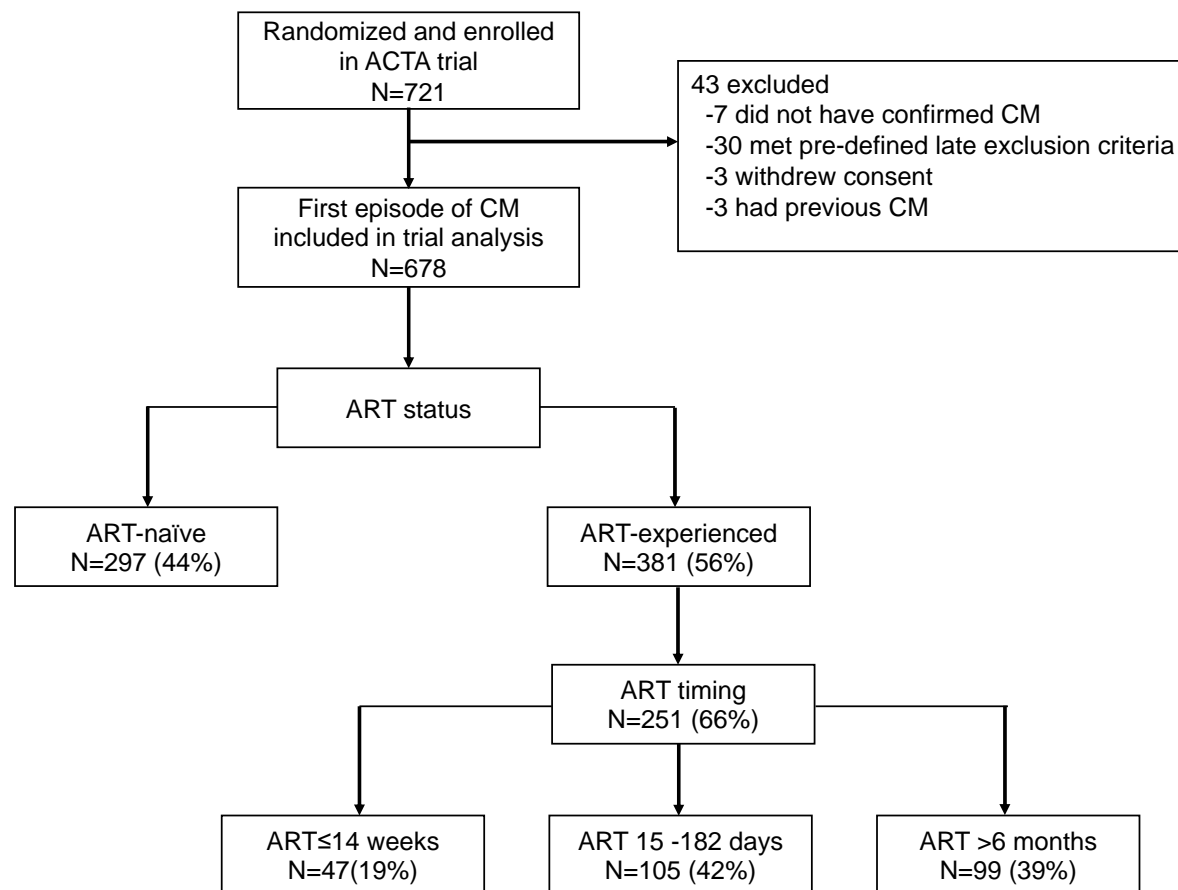 Randomized and enrolled
in ACTA trial
N=721
43 excluded
-7 did not have confirmed CM
-30 met pre-defined late exclusion criteria
-3 withdrew consent
-3 had previous CM
First episode of CM
included in trial analysis
N=678
ART status
ART-naïve
N=297 (44%)
ART-experienced
N=381 (56%)
ART timing
N=251 (66%)
ART≤14 weeks
N=47(19%)
ART 15 -182 days
N=105 (42%)
ART >6 months
N=99 (39%)